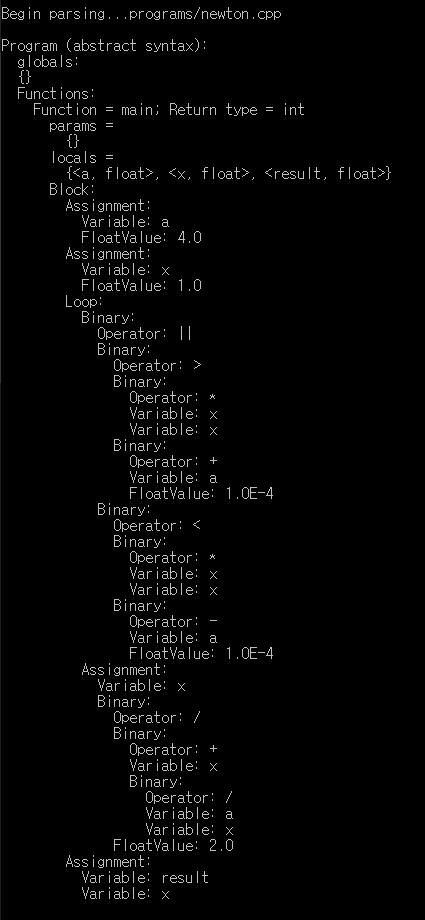 Begin parsing...programs/newton.cpp
Program (abstract syntax):
globals:
{}
Functions:
Function = main; Return type = int
params =
{}
locals =
{<a, float>, <x, float>, <result, float>}
Block:
Assignment:
Variable: a
FloatValue: 4.0
Assignment:
Variable: x
FloatValue: 1.0
Loop:
Binary:
Operator: ||
Binary:
Operator: >
Binary:
Operator: *
Variable: x
Variable: x
Binary:
Operator: +
Variable: a
FloatValue: 1.0E-4
Binary:
Operator: <
Binary:
Operator: *
Variable: x
Variable: x
Binary:
Operator: -
Variable: a
FloatValue: 1.0E-4
Assignment:
Variable: x
Binary:
Operator: /
Binary:
Operator: +
Variable: x
Binary:
Operator: /
Variable: a
Variable: x
FloatValue: 2.0
Assignment:
Variable: result
Variable: x